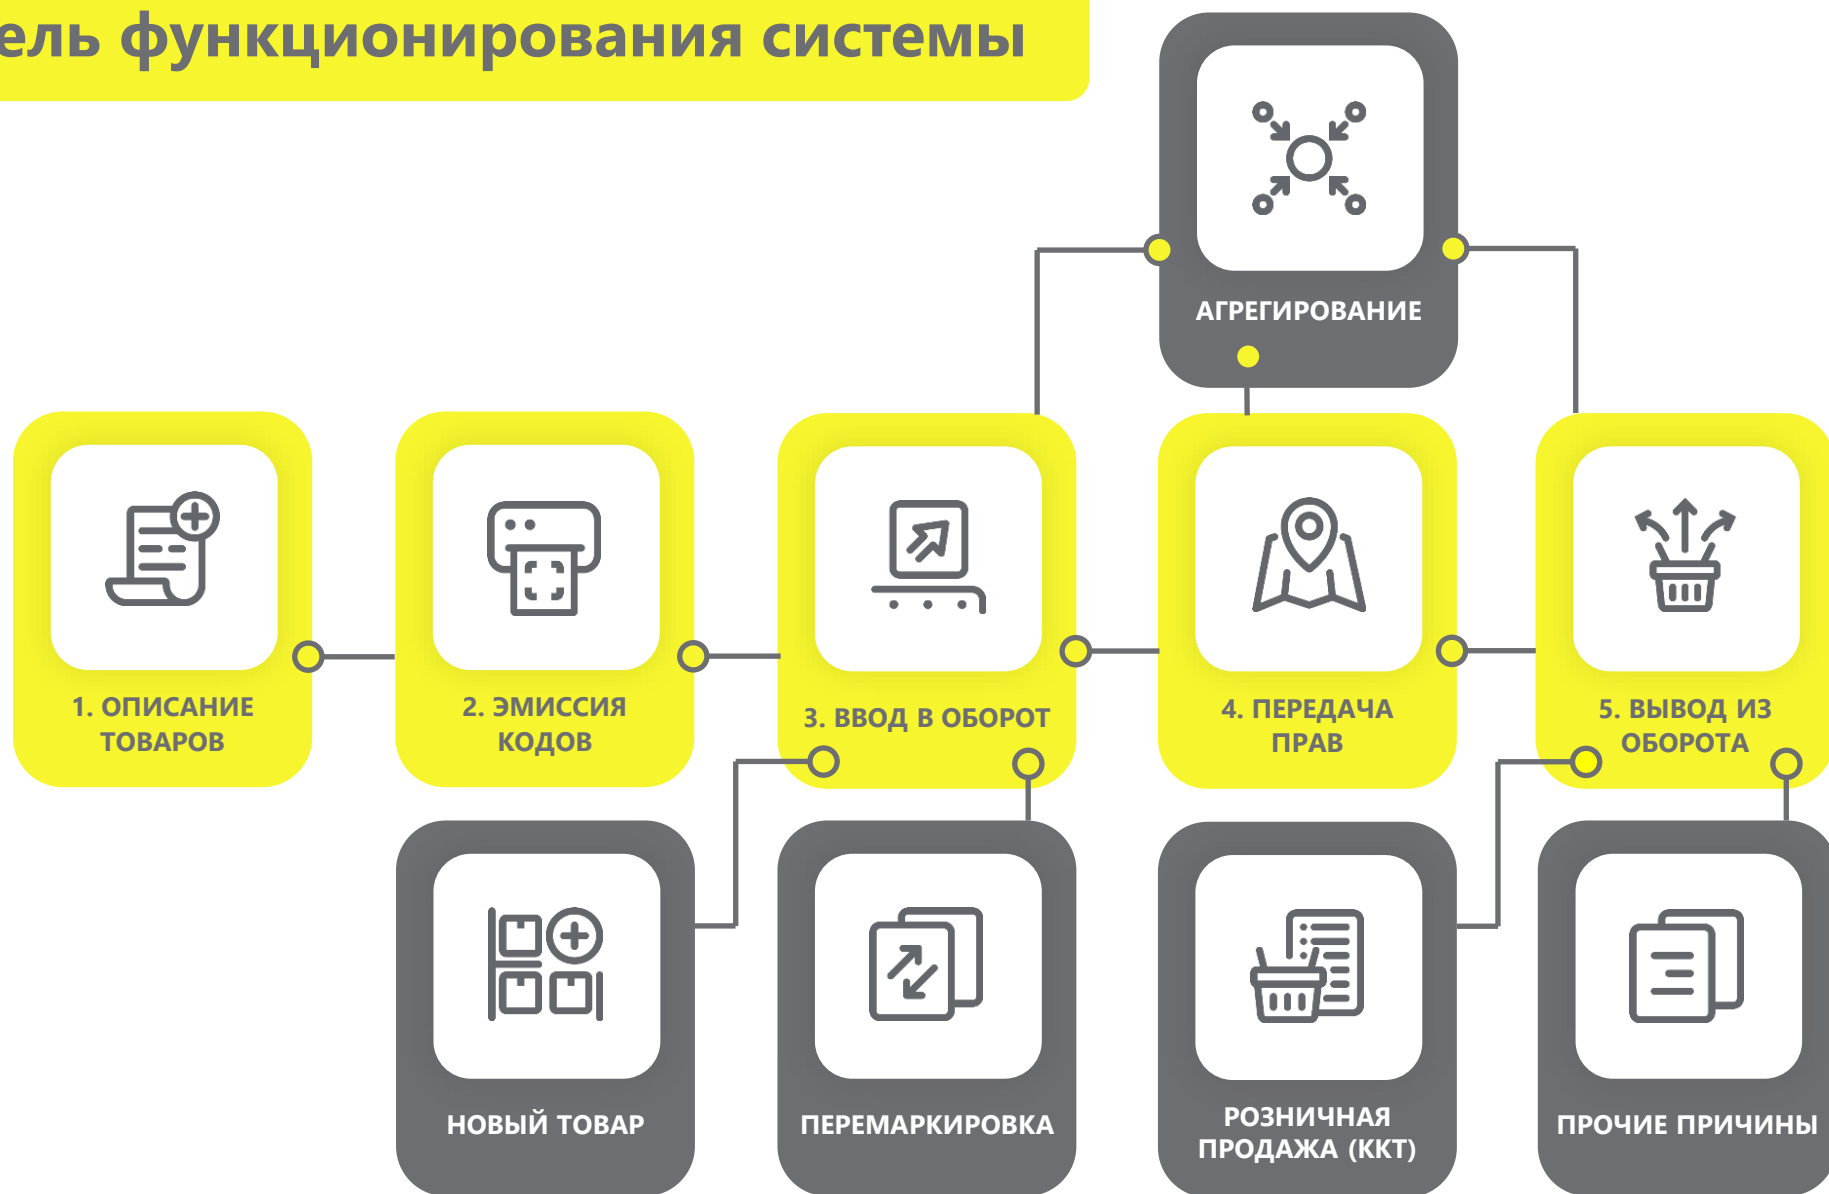 ель функционирования системы
АГРЕГИРОВАНИЕ
1. ОПИСАНИЕ
ТОВАРОВ
2. ЭМИССИЯ
КОДОВ
3. ВВОД В ОБОРОТ
4. ПЕРЕДАЧА
ПРАВ
5. ВЫВОД ИЗ
ОБОРОТА
НОВЫЙ ТОВАР
ПЕРЕМАРКИРОВКА
РОЗНИЧНАЯ
ПРОДАЖА (ККТ)
ПРОЧИЕ ПРИЧИНЫ